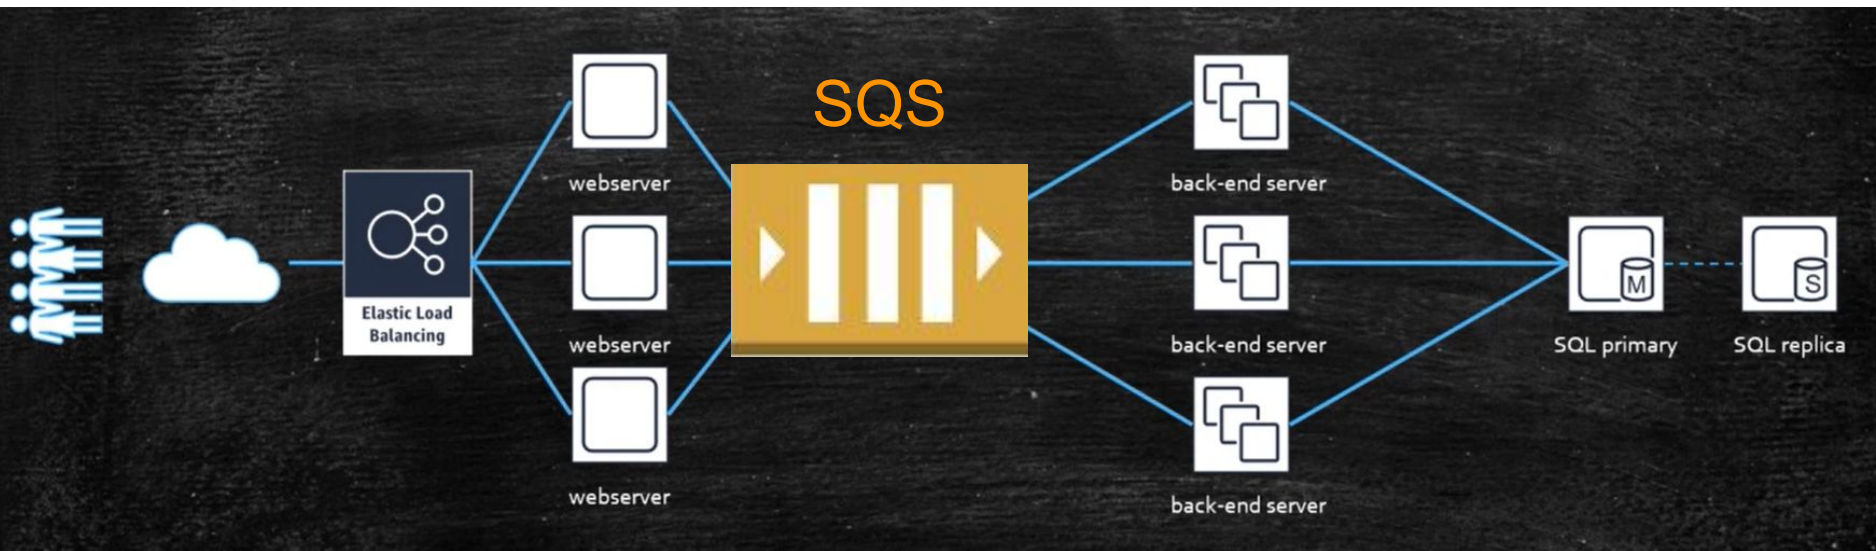 SQS
webserver
back-end server
Elastic Load
Balancing
webserver
back-end server
M
S
SQL primary
SQL replica
webserver
back-end server